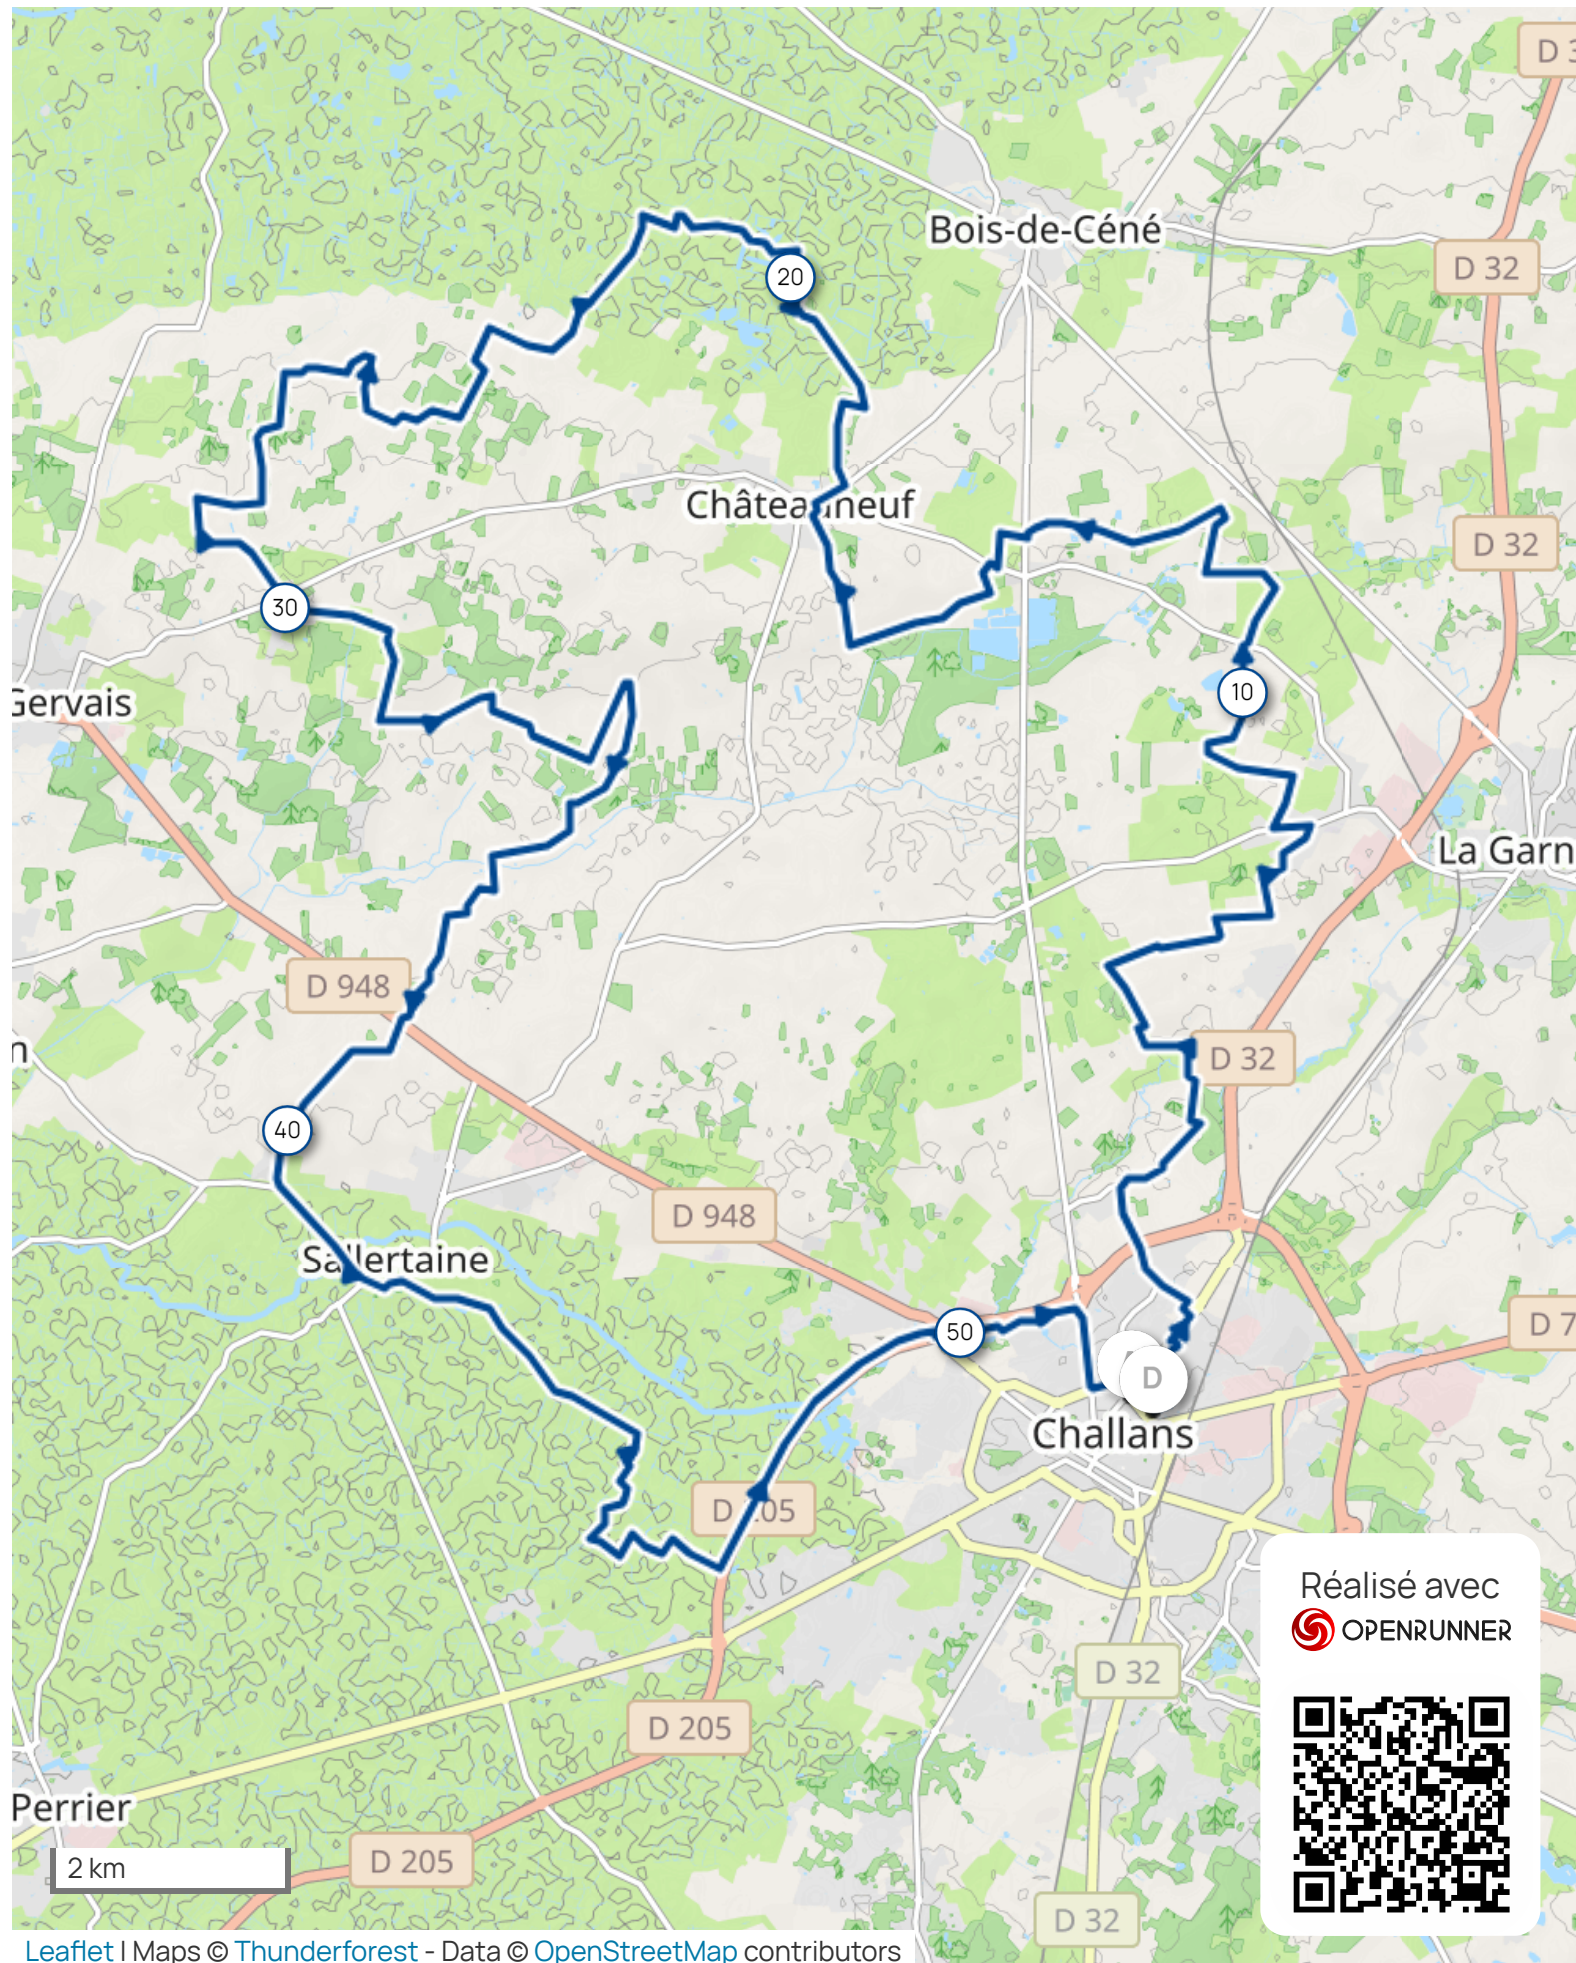 D 3
Bois-de-Céné
D 32
20
Châteauneuf
D 32
30
10
Gervais
La Garn
D 948
n
D 32
40
D 948
Sallertaine
D 7
50
D
Challans
D 205
Réalisé avec
OPENRUNNER
D 32
D 205
Perrier
2 km
D 205
D 32
Leaflet | Maps © Thunderforest - Data © OpenStreetMap contributors